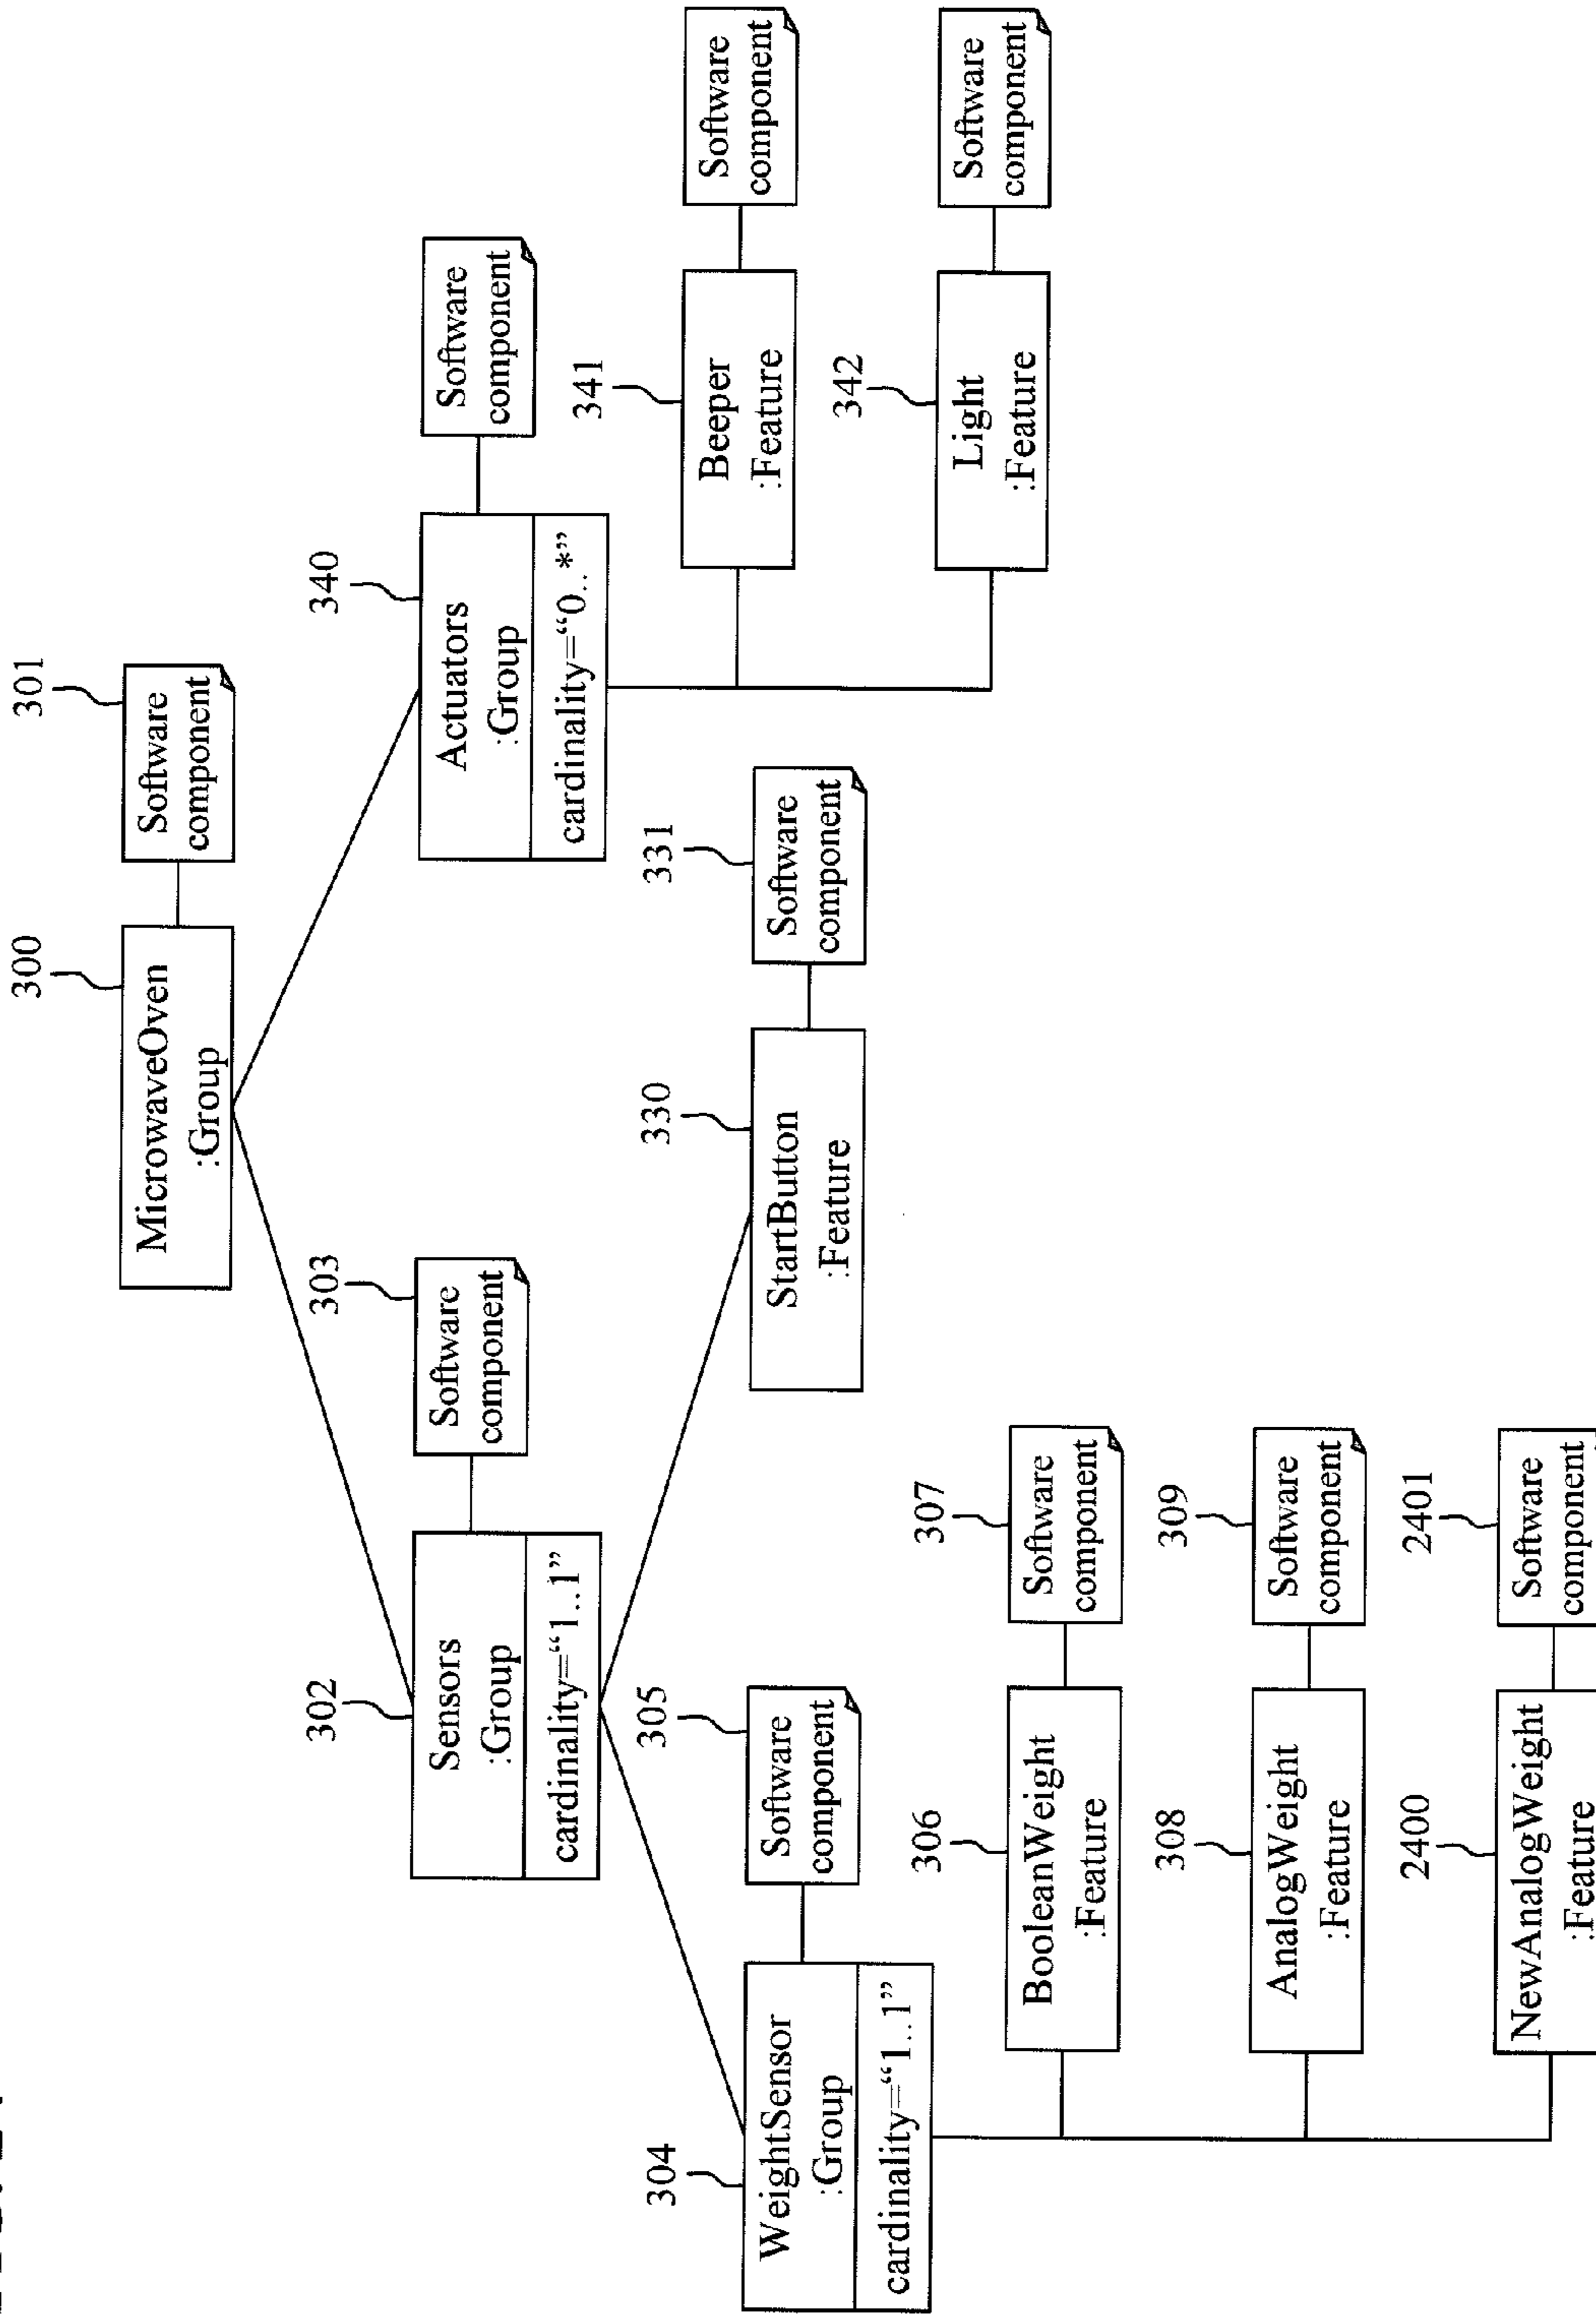 300
301
MicrowaveOven
:Group
Software
component
302
303
340
Sensors
:Group
cardinality=“1..1”
Software
component
Actuators
:Group
cardinality=“0..*”
Software
component
304
305
330
331
341
WeightSensor
:Group
cardinality=“1..1”
Software
component
StartButton
:Feature
Software
component
Beeper
:Feature
Software
component
306
307
342
BooleanWeight
:Feature
Software
component
Light
:Feature
Software
component
308
309
AnalogWeight
:Feature
Software
component
2400
2401
NewAnalogWeight
:Feature
Software
component